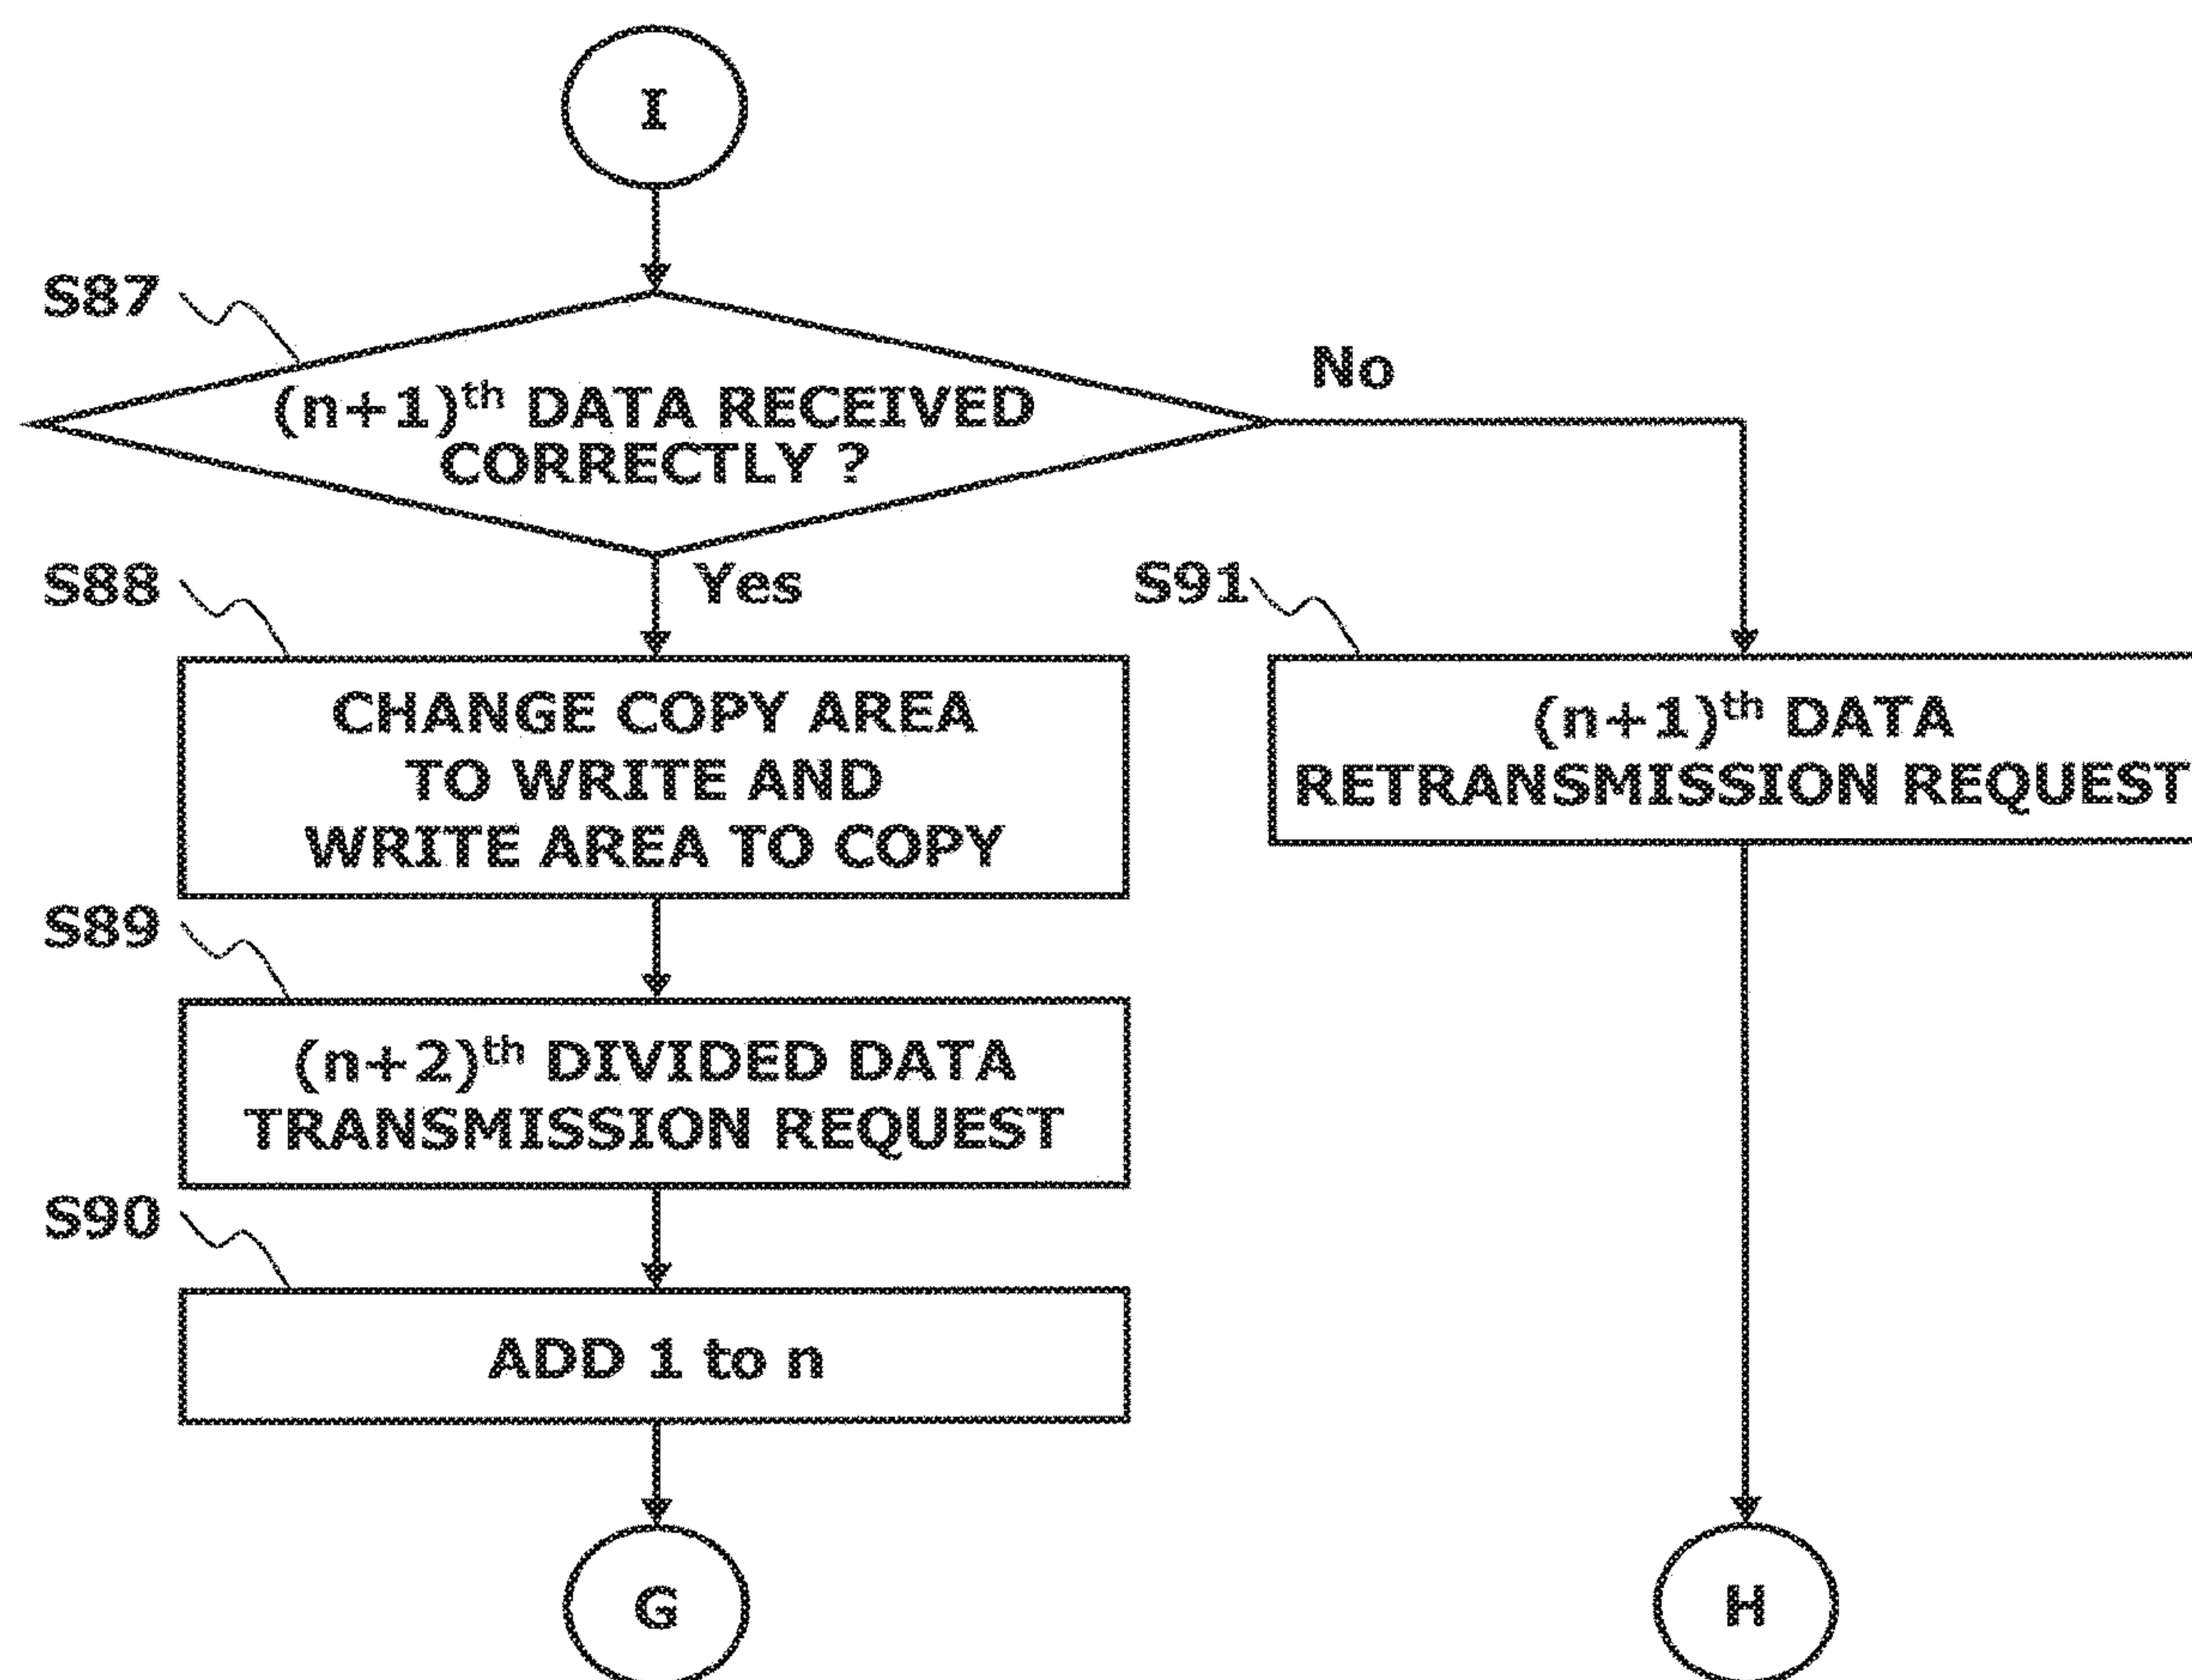 I
S87
(n+1)th DATA RECEIVED
CORRECTLY ?
No
Yes
S88
CHANGE COPY AREA
TO WRITE AND
WRITE AREA TO COPY
S91
(n+1)th DATA
RETRANSMISSION REQUEST
S89
(n+2)th DIVIDED DATA
TRANSMISSION REQUEST
S90
ADD 1 to n
G
H